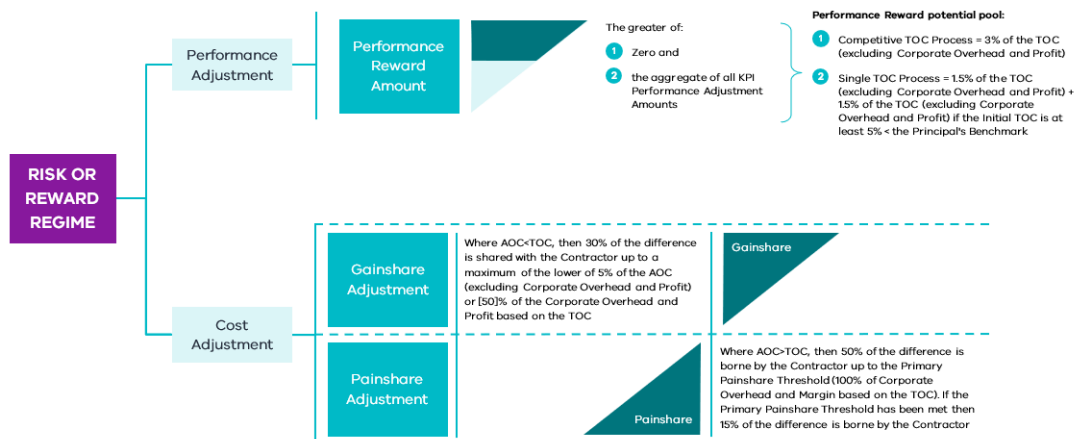 RISK OR
REWARD
REGIME
Performance
Adjustment
Performance
Reward
Amount
The greater of:
1 Zero and
2 the aggregate of all KPI
Performance Adjustment
Amounts
Performance Reward potential pool:
1 Competitive TOC Process = 3% of the TOC
(excluding Corporate Overhead and Profit)
2 Single TOC Process = 1.5% of the TOC
(excluding Corporate Overhead and Profit) +
1.5% of the TOC (excluding Corporate
Overhead and Profit) if the Initial TOC is at
least 5% < the Principal's Benchmark
Cost
Adjustment
Gainshare
Adjustment
Where AOC<TOC, then 30% of the difference
is shared with the Contractor up to a
maximum of the lower of 5% of the AOC
(excluding Corporate Overhead and Profit)
or [50]% of the Corporate Overhead and
Profit based on the TOC
Gainshare
Painshare
Adjustment
Painshare
Where AOC>TOC, then 50% of the difference is
borne by the Contractor up to the Primary
Painshare Threshold (100% of Corporate
Overhead and Margin based on the TOC). If the
Primary Painshare Threshold has been met then
15% of the difference is borne by the Contractor